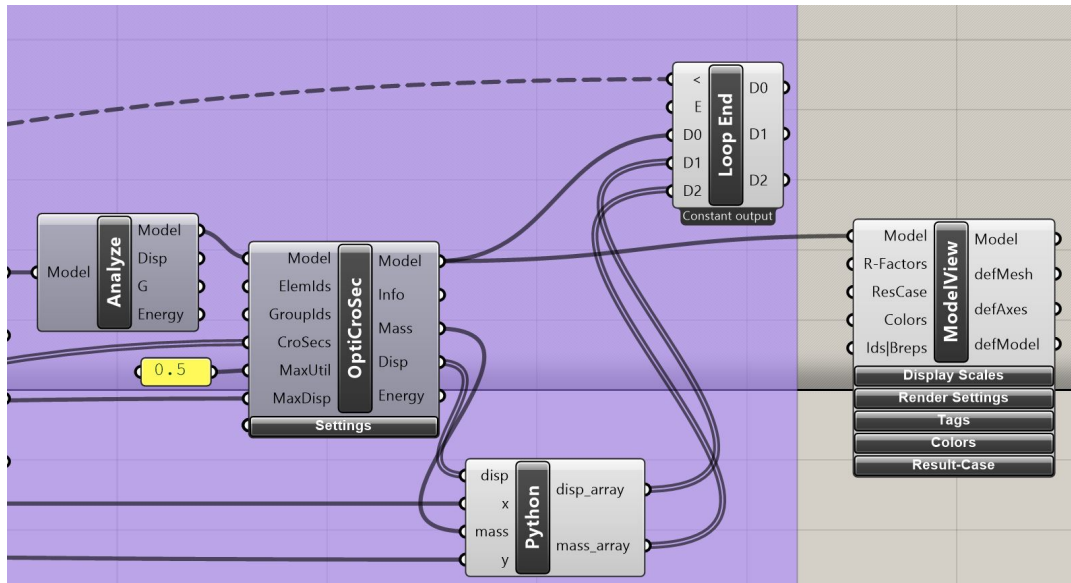 Model
Analyze
Model
Disp
G
Energy
Model
ElemIds
GroupIds
CroSecs
MaxUtil
MaxDisp
OptiCroSec
Model
Info
Mass
Disp
Energy
Settings
0.5
disp
x
mass
y
Python
disp_array
mass_array
<
E
D0
D1
D2
Loop End
D0
D1
D2
Constant output
Model
R-Factors
ResCase
Colors
Ids|Breps
ModelView
Model
defMesh
defAxes
defModel
Display Scales
Render Settings
Tags
Colors
Result-Case